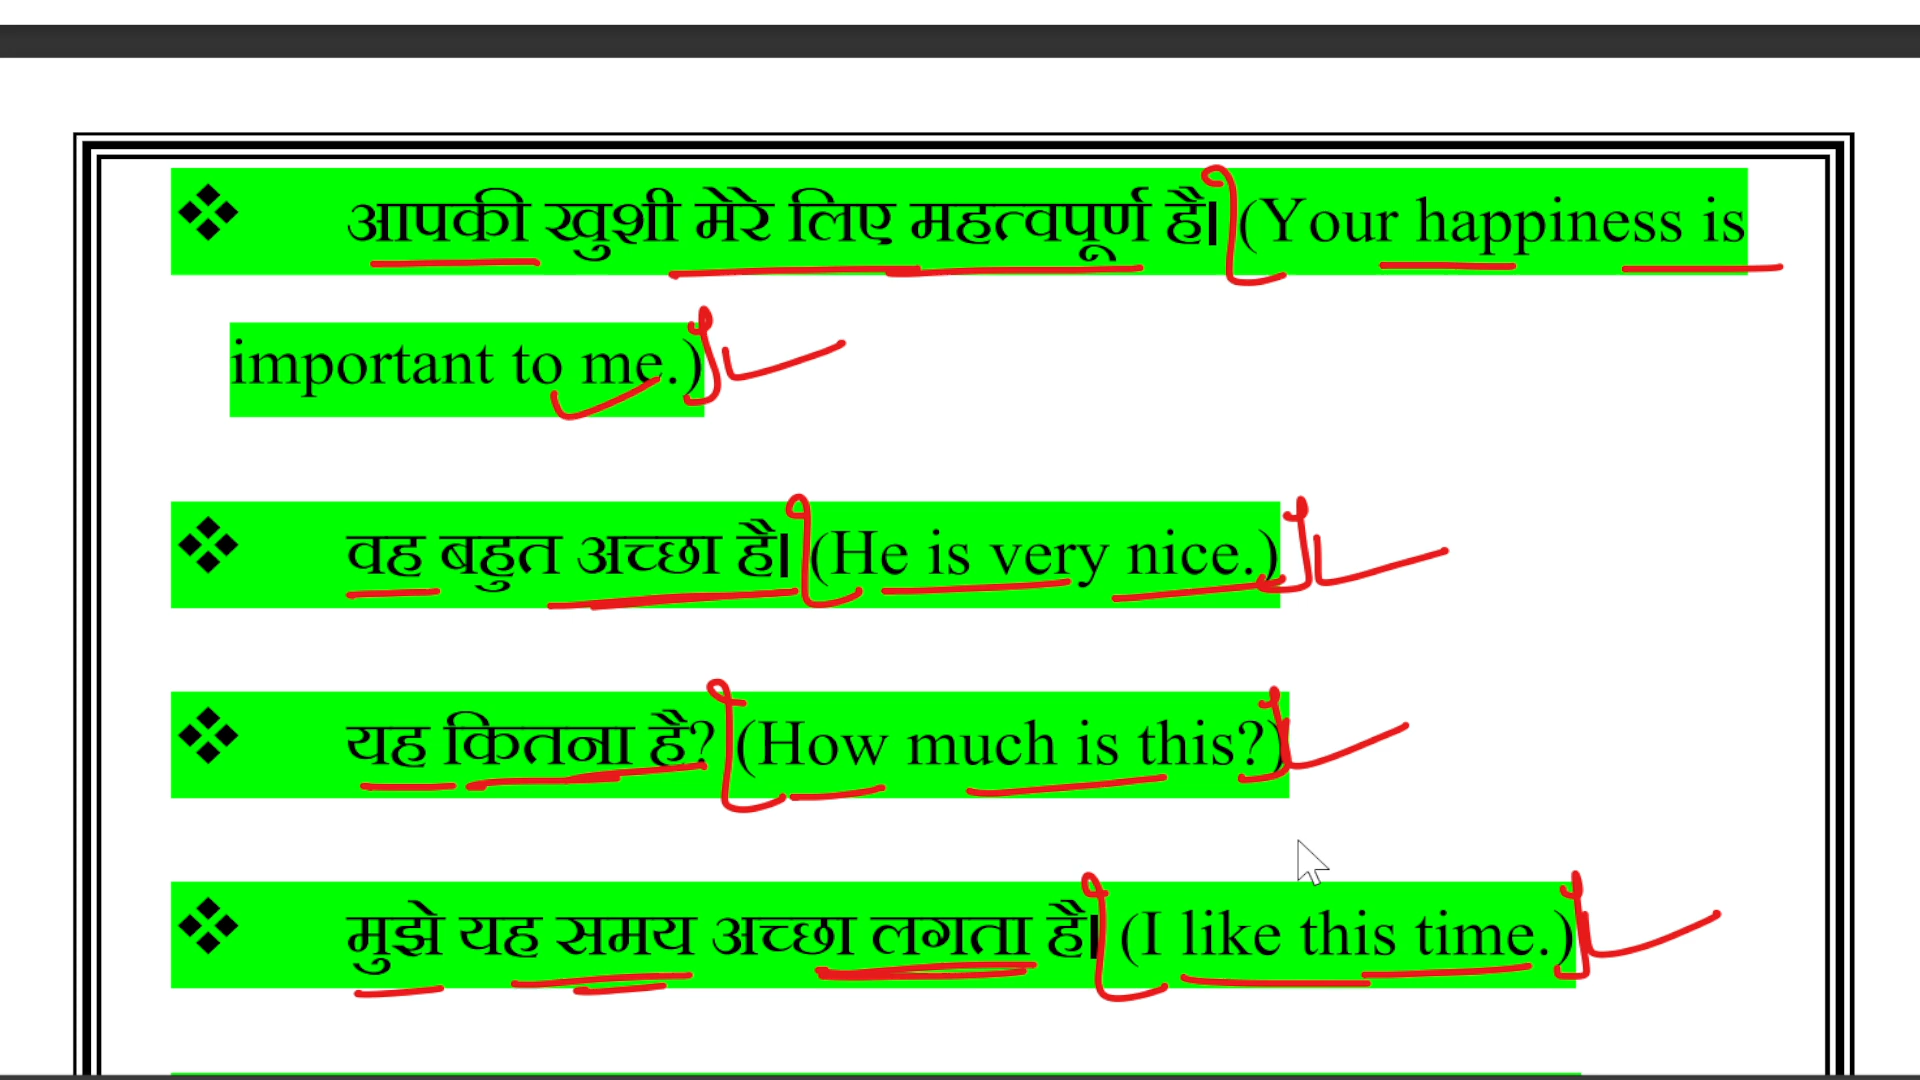 ❖ आपकी खुशी मेरे लिए महत्वपूर्ण है। (Your happiness is
important to me.)
❖ वह बहुत अच्छा है। (He is very nice.)
❖ यह कितना है? (How much is this?)
❖ मुझे यह समय अच्छा लगता है। (I like this time.)